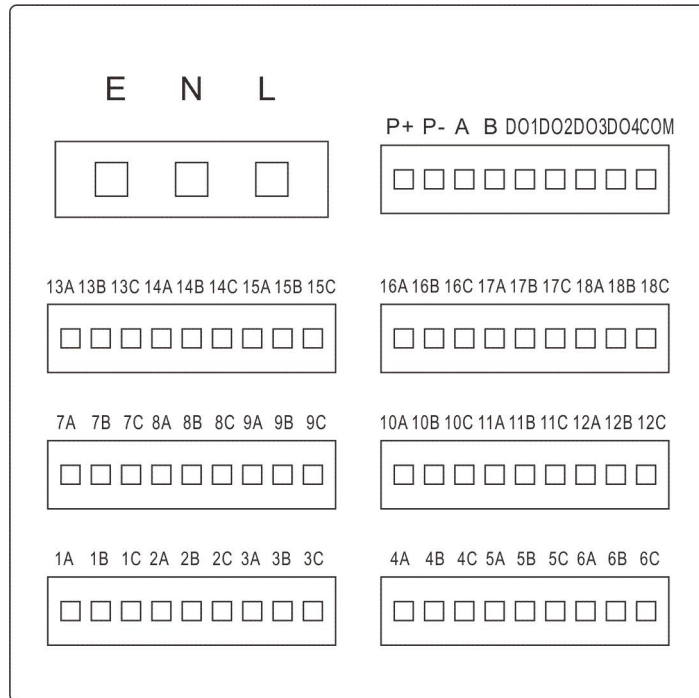 E N L
P+ P- A B DO1DO2DO3DO4COM
13A 13B 13C 14A 14B 14C 15A 15B 15C
16A 16B 16C 17A 17B 17C 18A 18B 18C
7A 7B 7C 8A 8B 8C 9A 9B 9C
10A 10B 10C 11A 11B 11C 12A 12B 12C
1A 1B 1C 2A 2B 2C 3A 3B 3C
4A 4B 4C 5A 5B 5C 6A 6B 6C